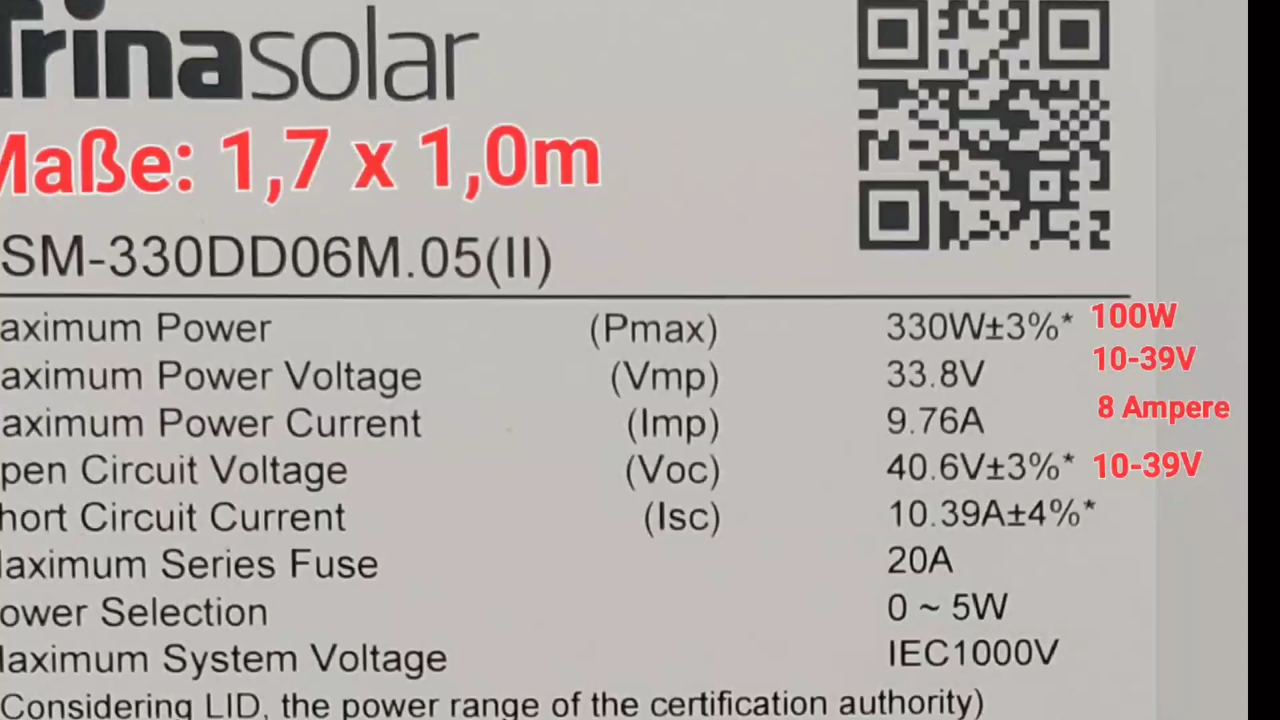 Trinasolar
Maße: 1,7 x 1,0m
SM-330DD06M.05(II)
aximum Power (Pmax) 330W±3%* 100W
aximum Power Voltage (Vmp) 33.8V 10-39V
aximum Power Current (Imp) 9.76A 8 Ampere
pen Circuit Voltage (Voc) 40.6V±3%* 10-39V
hort Circuit Current (Isc) 10.39A±4%*
laximum Series Fuse 20A
ower Selection 0 ~ 5W
laximum System Voltage IEC1000V
Considering LID, the power range of the certification authority)